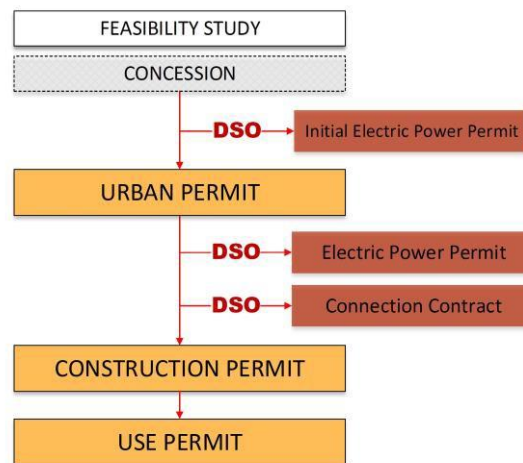 FEASIBILITY STUDY
CONCESSION
DSO
Initial Electric Power Permit
URBAN PERMIT
DSO
Electric Power Permit
DSO
Connection Contract
CONSTRUCTION PERMIT
USE PERMIT